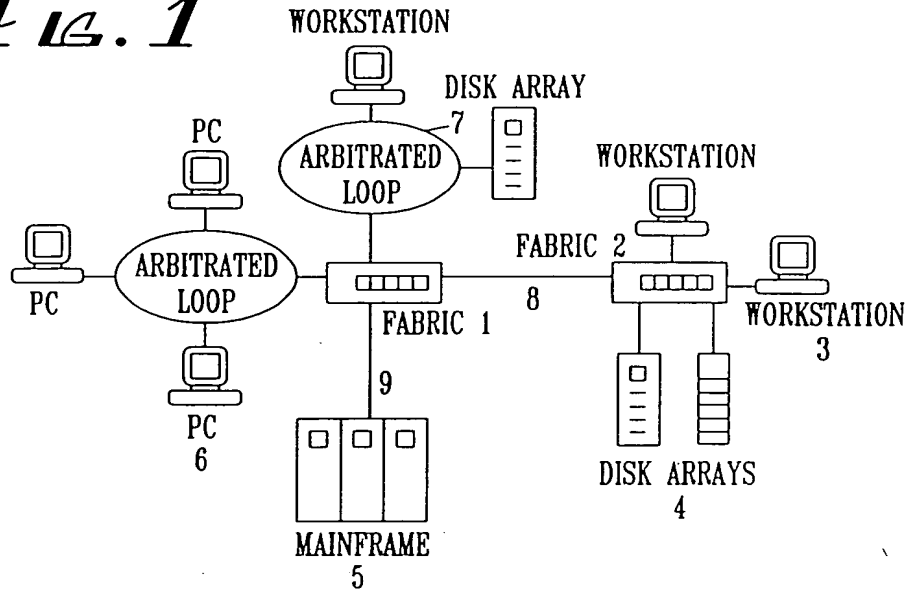 FIG. 1
WORKSTATION
DISK ARRAY
7
ARBITRATED
LOOP
PC
WORKSTATION
ARBITRATED
LOOP
PC
PC
6
FABRIC 1
FABRIC 2
8
WORKSTATION
3
9
DISK ARRAYS
4
MAINFRAME
5